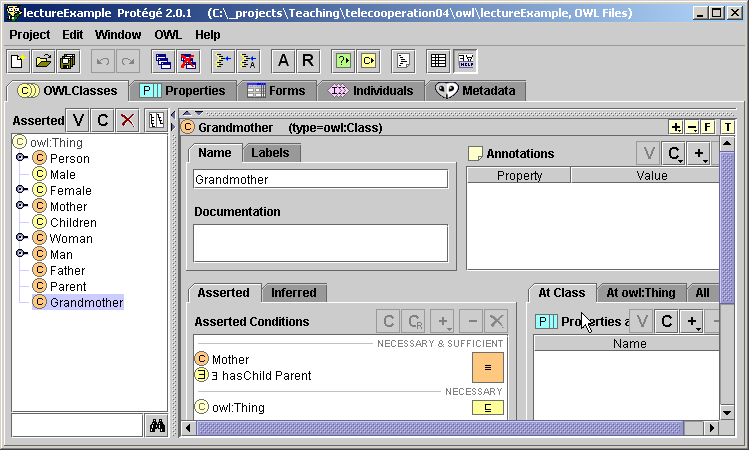 lectureExample Protégé 2.0.1 (C:\_projects\Teaching\telecooperation04\owl\lectureExample, OWL Files)
Project Edit Window OWL Help
A R ?
HELP
C OWLClasses P Properties Forms I Individuals Metadata
Asserted V C
C Grandmother (type=owl:Class) + - F T
C owl:Thing
C Person
C Male
C Female
C Mother
C Children
C Woman
C Man
C Father
C Parent
C Grandmother
Name Labels
Grandmother
Documentation
Annotations V C +
Property Value
Asserted Inferred
Asserted Conditions C CR + - X
NECESSARY & SUFFICIENT
C Mother ≡
∃ ∃ hasChild Parent
NECESSARY
C owl:Thing ⊑
At Class At owl:Thing All
P Properties a V C + -
Name